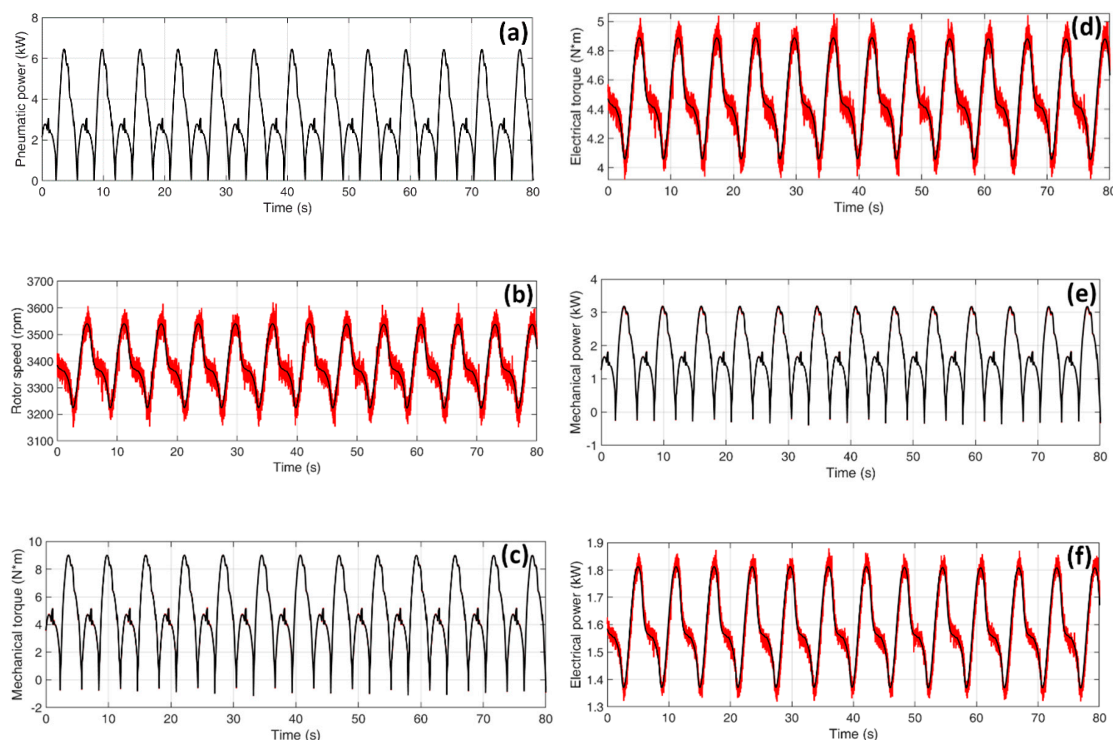 (a)
Pneumatic power (kW)
8
6
4
2
0
0 10 20 30 40 50 60 70 80
Time (s)
(d)
Electrical torque (N*m)
5
4.8
4.6
4.4
4.2
4
0 10 20 30 40 50 60 70 80
Time (s)
(b)
Rotor speed (rpm)
3700
3600
3500
3400
3300
3200
3100
0 10 20 30 40 50 60 70 80
Time (s)
(e)
Mechanical power (kW)
4
3
2
1
0
-1
0 10 20 30 40 50 60 70 80
Time (s)
(c)
Mechanical torque (N*m)
10
8
6
4
2
0
-2
0 10 20 30 40 50 60 70 80
Time (s)
(f)
Electrical power (kW)
1.9
1.8
1.7
1.6
1.5
1.4
1.3
0 10 20 30 40 50 60 70 80
Time (s)